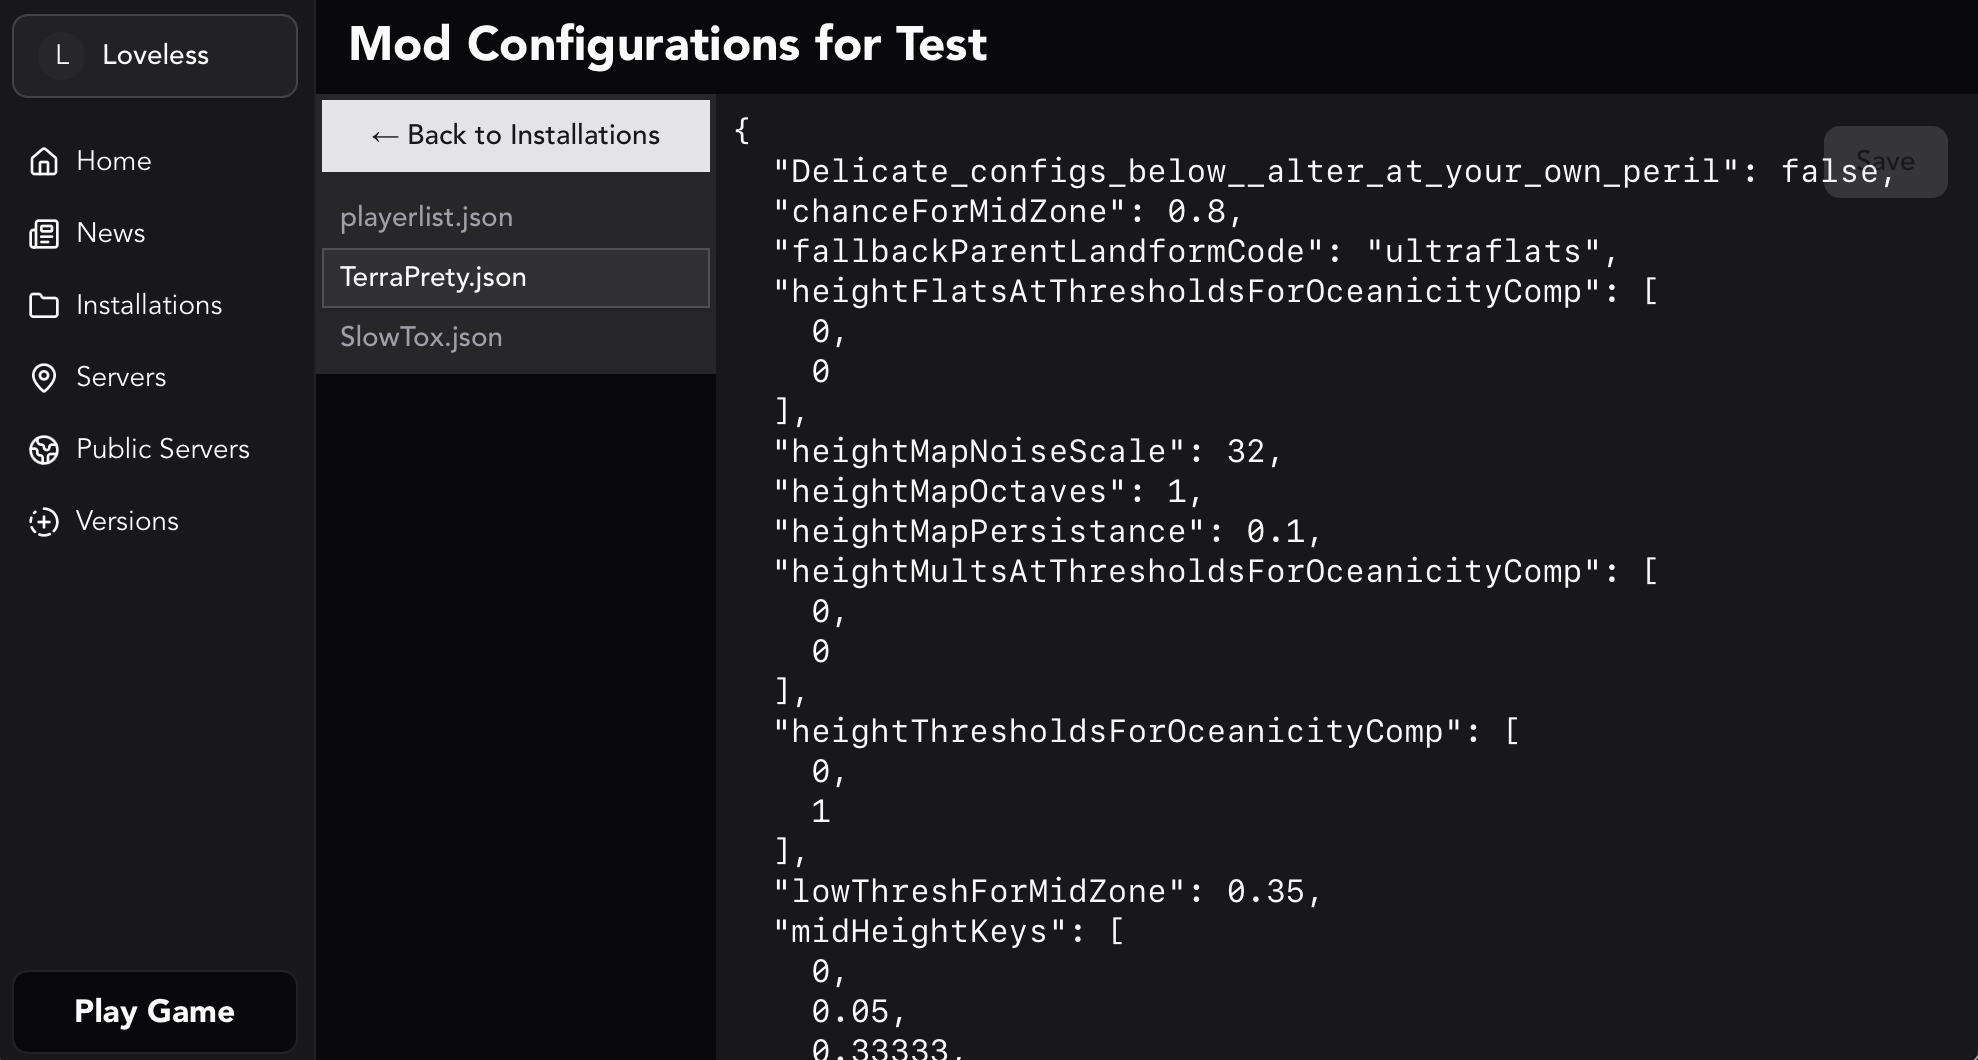 L Loveless
Home
News
Installations
Servers
Public Servers
Versions
Play Game
Mod Configurations for Test
← Back to Installations
playerlist.json
TerraPrety.json
SlowTox.json
Save
{
  "Delicate_configs_below__alter_at_your_own_peril": false,
  "chanceForMidZone": 0.8,
  "fallbackParentLandformCode": "ultraflats",
  "heightFlatsAtThresholdsForOceanicityComp": [
    0,
    0
  ],
  "heightMapNoiseScale": 32,
  "heightMapOctaves": 1,
  "heightMapPersistance": 0.1,
  "heightMultsAtThresholdsForOceanicityComp": [
    0,
    0
  ],
  "heightThresholdsForOceanicityComp": [
    0,
    1
  ],
  "lowThreshForMidZone": 0.35,
  "midHeightKeys": [
    0,
    0.05,
    0.33333,